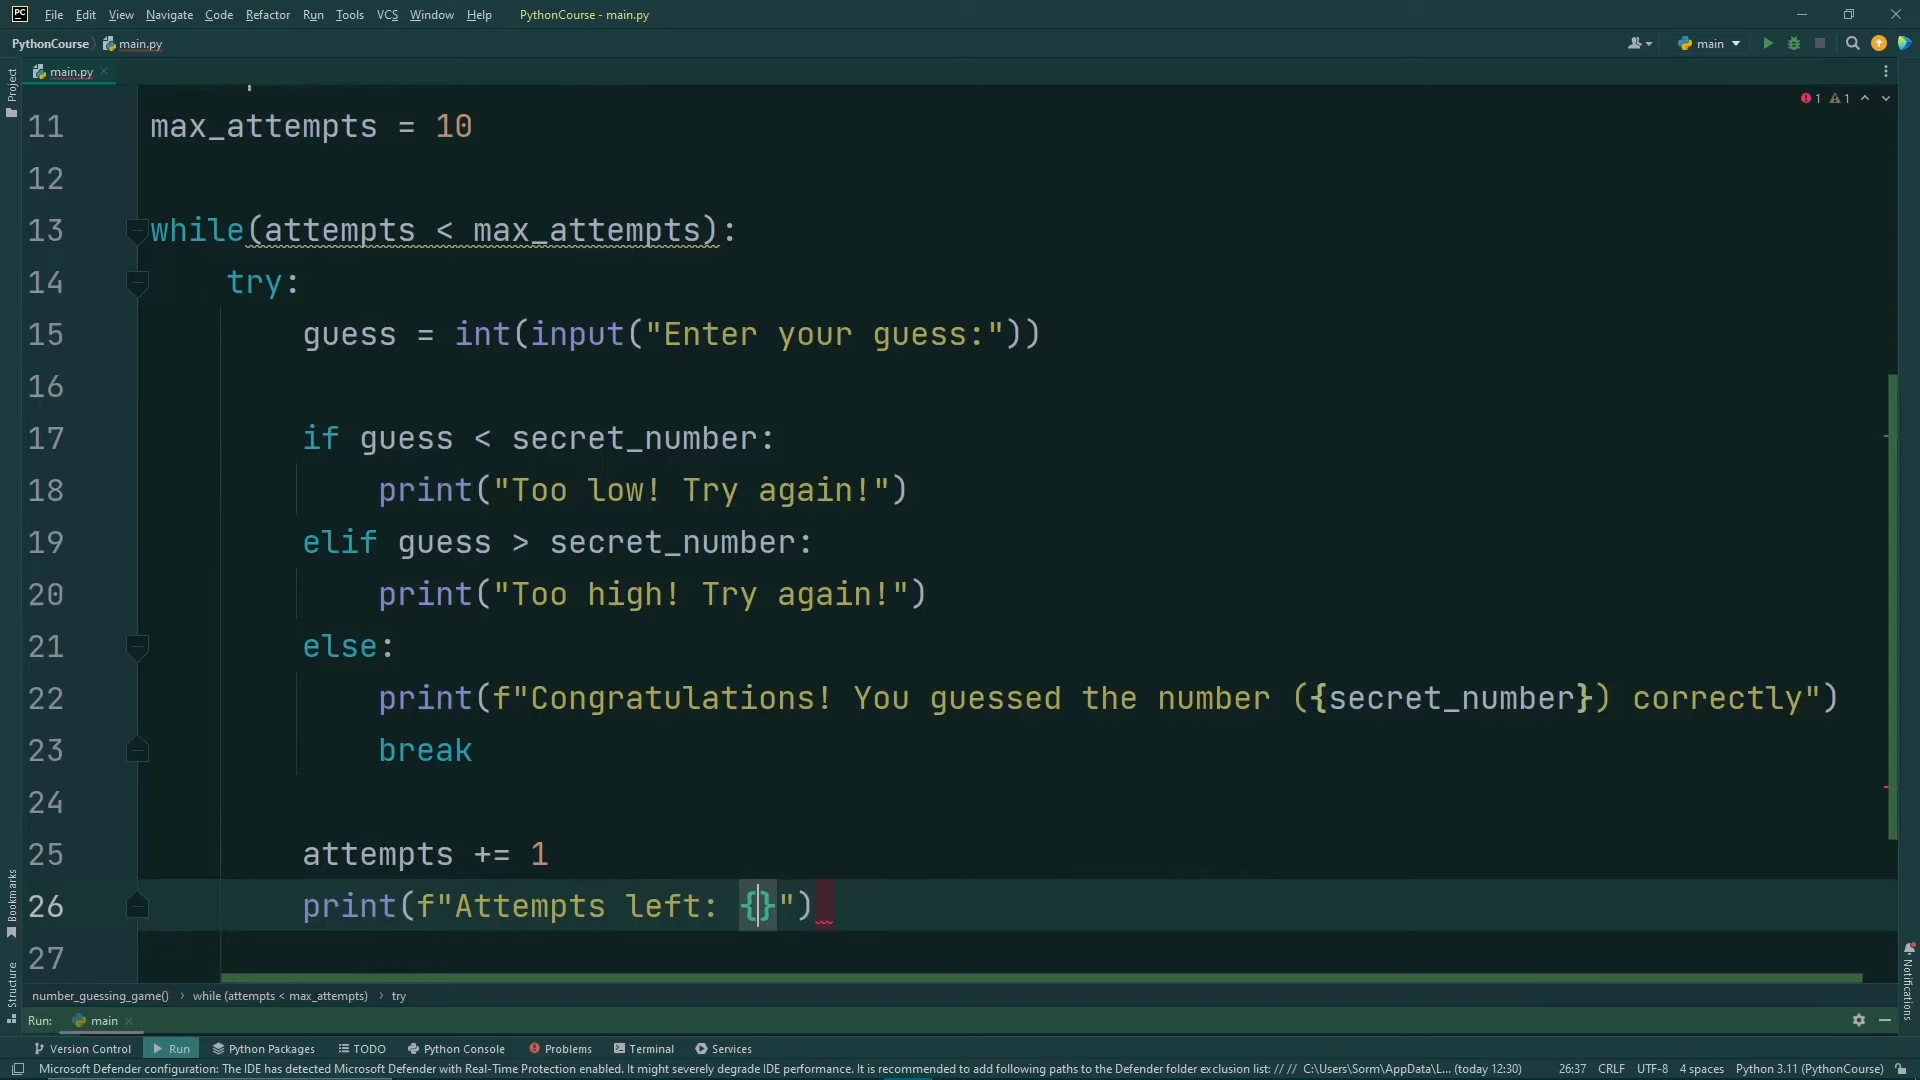 PC File Edit View Navigate Code Refactor Run Tools VCS Window Help PythonCourse - main.py
PythonCourse main.py main
main.py
Project
1 1
11 max_attempts = 10
12
13 while(attempts < max_attempts):
14 try:
15 guess = int(input("Enter your guess:"))
16
17 if guess < secret_number:
18 print("Too low! Try again!")
19 elif guess > secret_number:
20 print("Too high! Try again!")
21 else:
22 print(f"Congratulations! You guessed the number ({secret_number}) correctly")
23 break
24
25 attempts += 1
26 print(f"Attempts left: {}")
27
Bookmarks
Structure
Notifications
number_guessing_game() › while (attempts < max_attempts) › try
Run: main
Version Control Run Python Packages TODO Python Console Problems Terminal Services
Microsoft Defender configuration: The IDE has detected Microsoft Defender with Real-Time Protection enabled. It might severely degrade IDE performance. It is recommended to add following paths to the Defender folder exclusion list: // // C:\Users\Sorm\AppData\L... (today 12:30) 26:37 CRLF UTF-8 4 spaces Python 3.11 (PythonCourse)